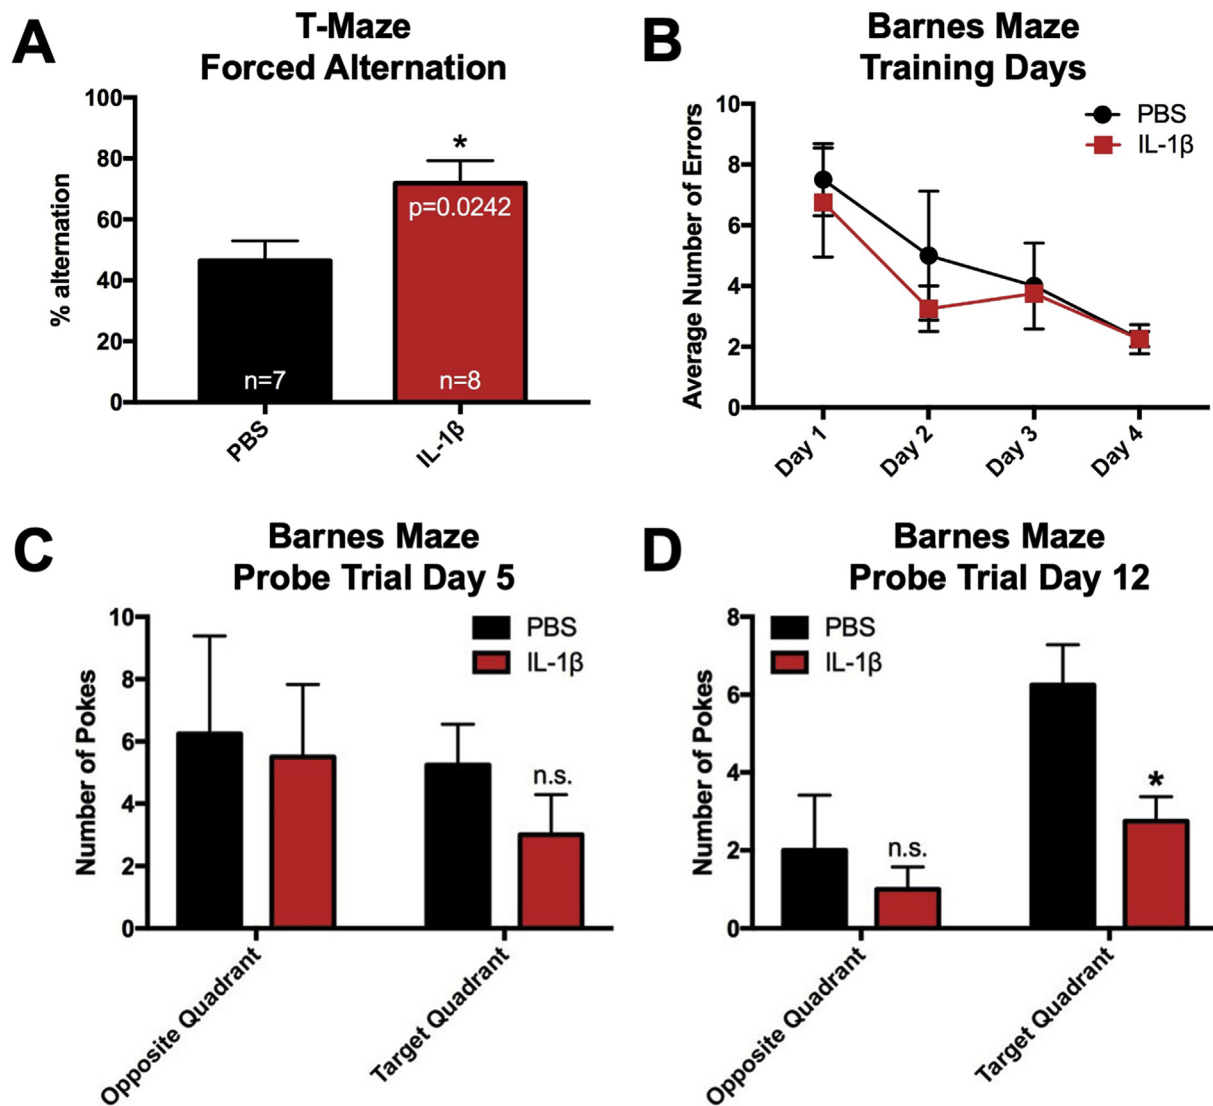 A
T-Maze
Forced Alternation
% alternation
100
80
60
40
20
0
*
p=0.0242
n=7
n=8
PBS
IL-1β
B
Barnes Maze
Training Days
Average Number of Errors
10
8
6
4
2
0
PBS
IL-1β
Day 1
Day 2
Day 3
Day 4
C
Barnes Maze
Probe Trial Day 5
Number of Pokes
10
8
6
4
2
0
PBS
IL-1β
n.s.
Opposite Quadrant
Target Quadrant
D
Barnes Maze
Probe Trial Day 12
Number of Pokes
8
6
4
2
0
PBS
IL-1β
n.s.
*
Opposite Quadrant
Target Quadrant